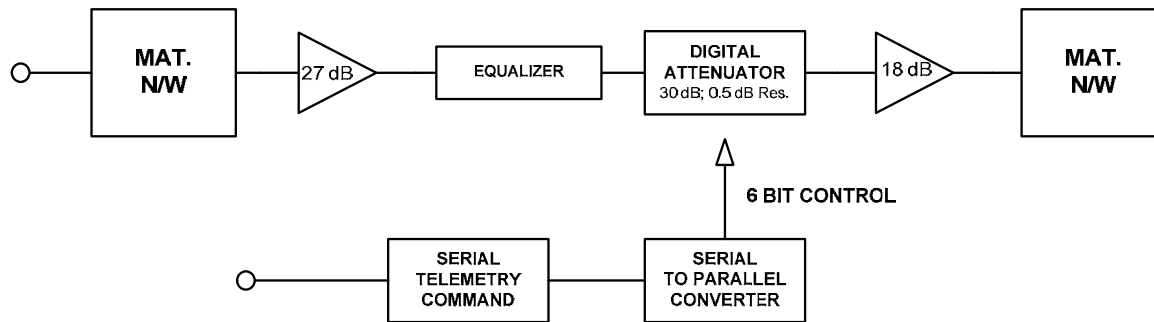 MAT.
N/W
27 dB
EQUALIZER
DIGITAL
ATTENUATOR
30 dB; 0.5 dB Res.
18 dB
MAT.
N/W
6 BIT CONTROL
SERIAL
TELEMETRY
COMMAND
SERIAL
TO PARALLEL
CONVERTER